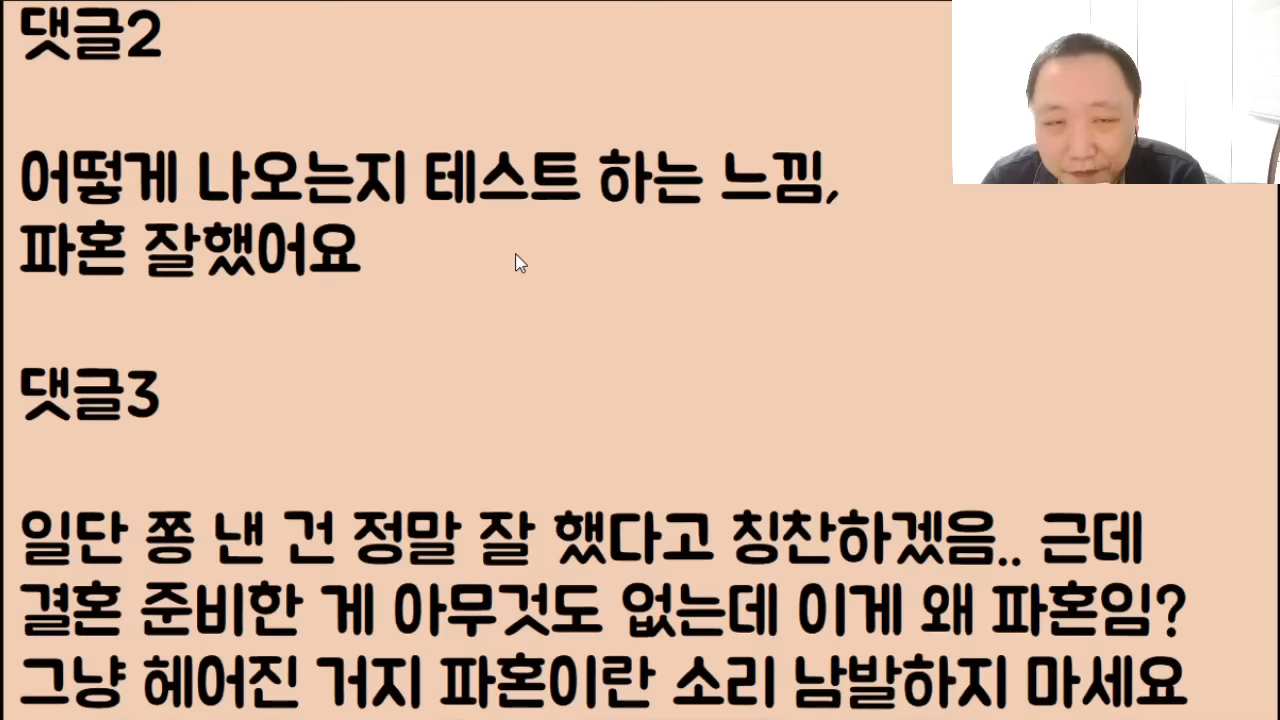 댓글2
어떻게 나오는지 테스트 하는 느낌,
파혼 잘했어요
댓글3
일단 쫑 낸 건 정말 잘 했다고 칭찬하겠음.. 근데
결혼 준비한 게 아무것도 없는데 이게 왜 파혼임?
그냥 헤어진 거지 파혼이란 소리 남발하지 마세요